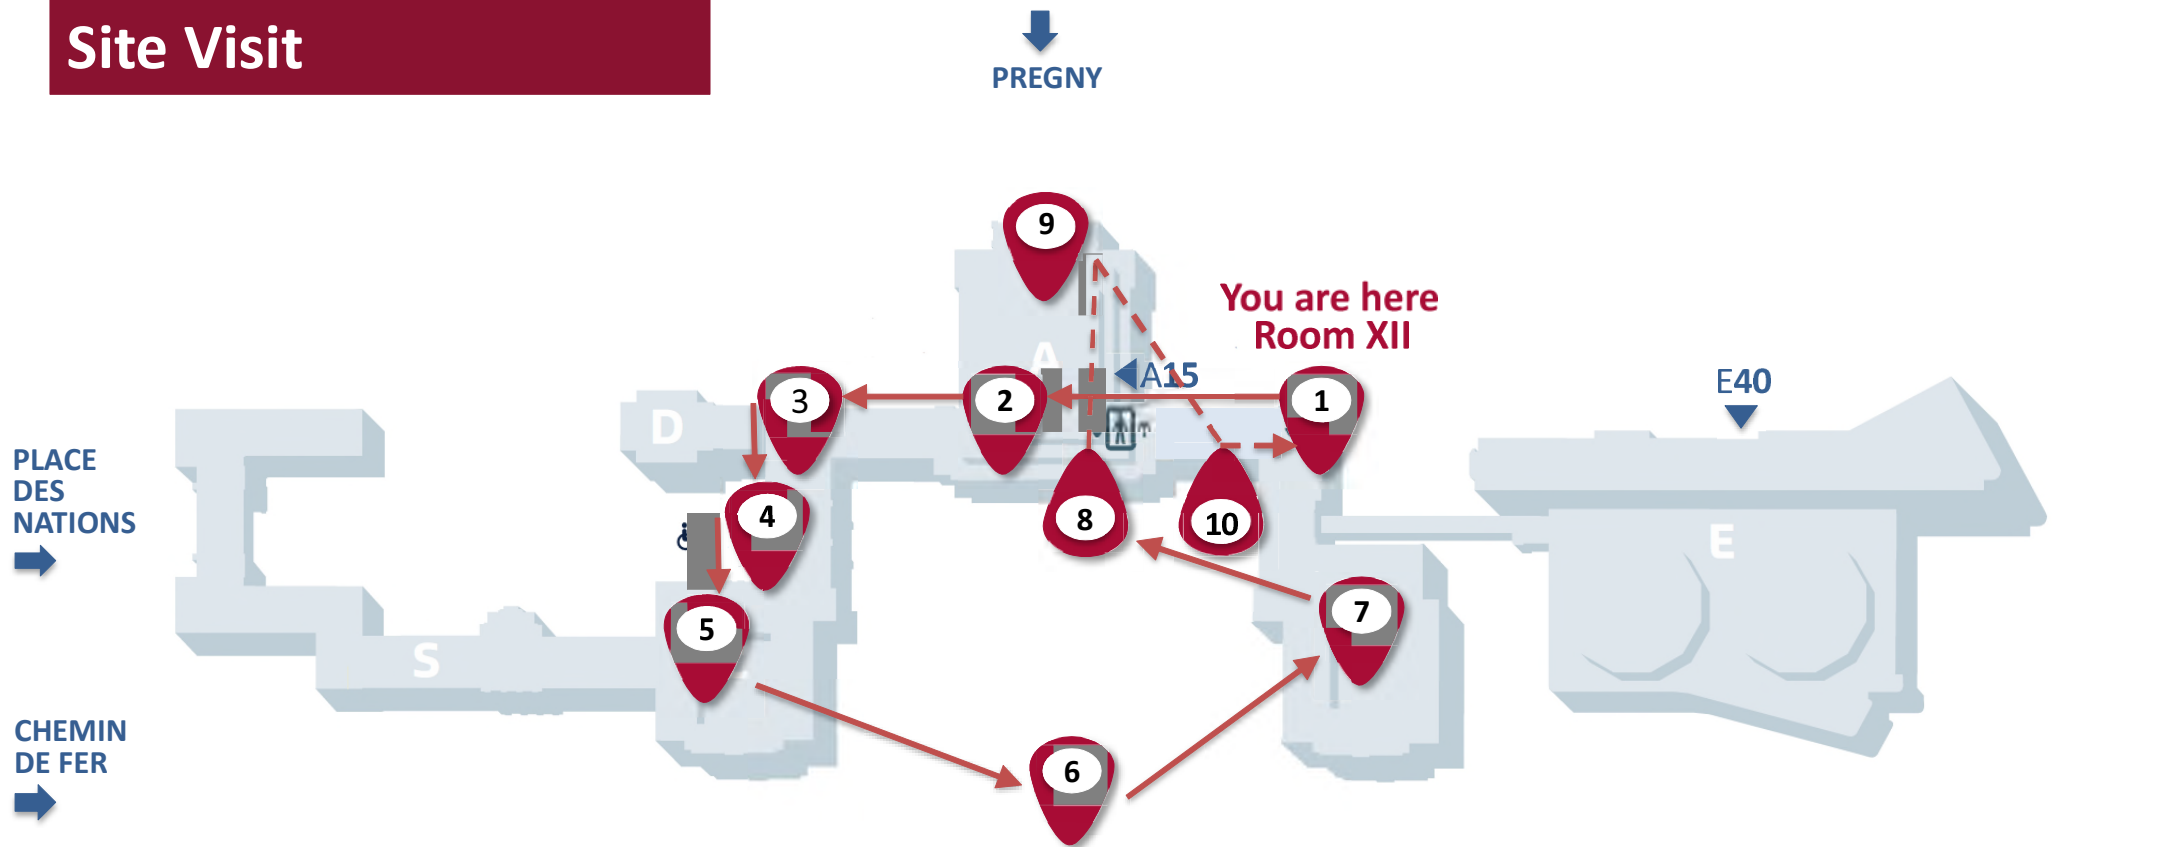 Site Visit
PREGNY
9
You are here
Room XII
A
A15
E40
3
2
1
D
PLACE
DES
NATIONS
4
8
10
E
5
7
S
CHEMIN
DE FER
6